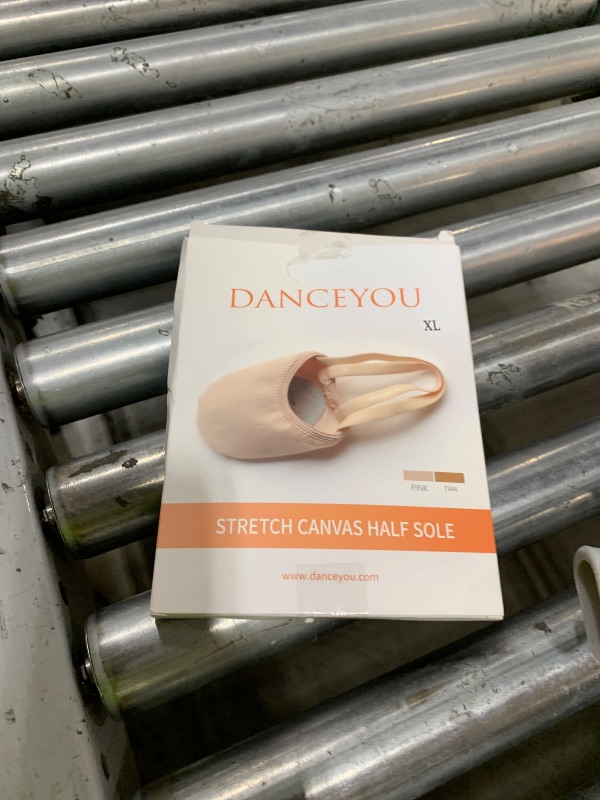 DANCEYOU
XL
PINK TAN
STRETCH CANVAS HALF SOLE
www.danceyou.com